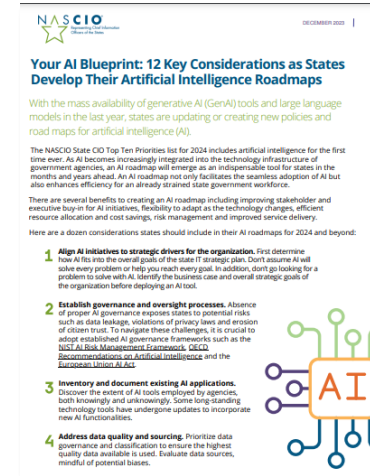 NASCIO
Representing Chief Information
Officers of the States
DECEMBER 2023 |
Your AI Blueprint: 12 Key Considerations as States
Develop Their Artificial Intelligence Roadmaps
With the mass availability of generative AI (GenAI) tools and large language
models in the last year, states are updating or creating new policies and
road maps for artificial intelligence (AI).
The NASCIO State CIO Top Ten Priorities list for 2024 includes artificial intelligence for the first
time ever. As AI becomes increasingly integrated into the technology infrastructure of
government agencies, an AI roadmap will emerge as an indispensable tool for states in the
months and years ahead. An AI roadmap not only facilitates the seamless adoption of AI but
also enhances efficiency for an already strained state government workforce.
There are several benefits to creating an AI roadmap including improving stakeholder and
executive buy-in for AI initiatives, flexibility to adapt as the technology changes, efficient
resource allocation and cost savings, risk management and improved service delivery.
Here are a dozen considerations states should include in their AI roadmaps for 2024 and beyond:
1 Align AI initiatives to strategic drivers for the organization. First determine
how AI fits into the overall goals of the state IT strategic plan. Don't assume AI will
solve every problem or help you reach every goal. In addition, don't go looking for a
problem to solve with AI. Identify the business case and overall strategic goals of
the organization before deploying an AI tool.
2 Establish governance and oversight processes. Absence
of proper AI governance exposes states to potential risks
such as data leakage, violations of privacy laws and erosion
of citizen trust. To navigate these challenges, it is crucial to
adopt established AI governance frameworks such as the
NIST AI Risk Management Framework, OECD
Recommendations on Artificial Intelligence and the
European Union AI Act.
3 Inventory and document existing AI applications.
Discover the extent of AI tools employed by agencies,
both knowingly and unknowingly. Some long-standing
technology tools have undergone updates to incorporate
new AI functionalities.
4 Address data quality and sourcing. Prioritize data
governance and classification to ensure the highest
quality data available is used. Evaluate data sources,
mindful of potential biases.
AI